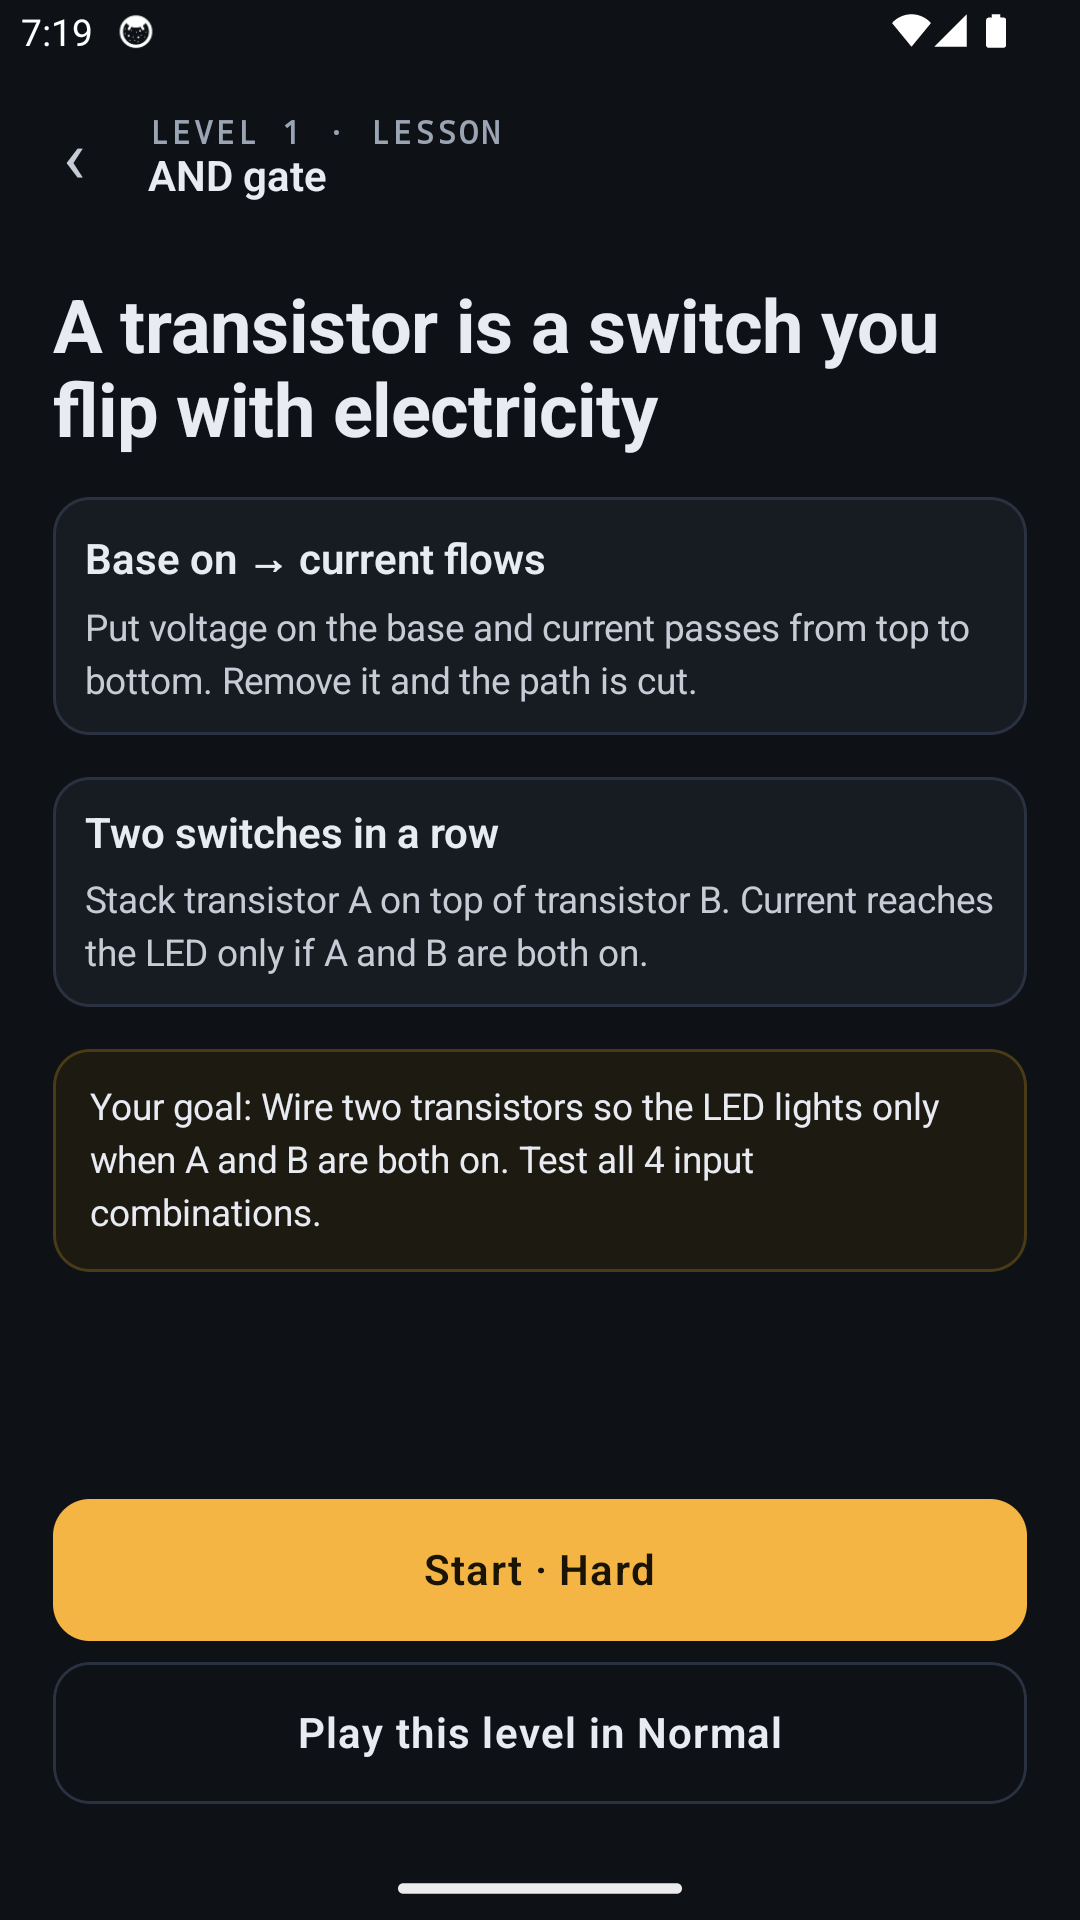 7:19
LEVEL 1 · LESSON
AND gate
A transistor is a switch you
flip with electricity
Base on → current flows
Put voltage on the base and current passes from top to
bottom. Remove it and the path is cut.
Two switches in a row
Stack transistor A on top of transistor B. Current reaches
the LED only if A and B are both on.
Your goal: Wire two transistors so the LED lights only
when A and B are both on. Test all 4 input
combinations.
Start · Hard
Play this level in Normal